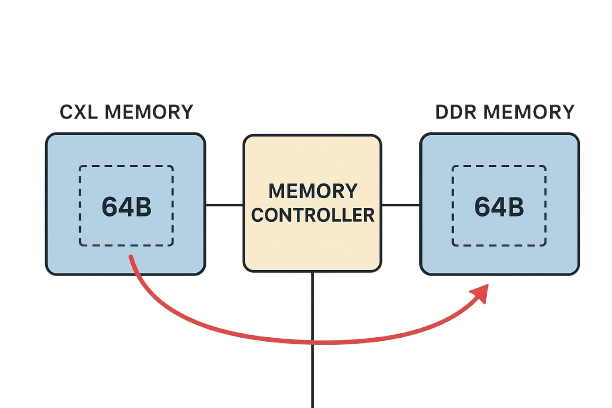 CXL MEMORY
DDR MEMORY
64B
MEMORY
CONTROLLER
64B